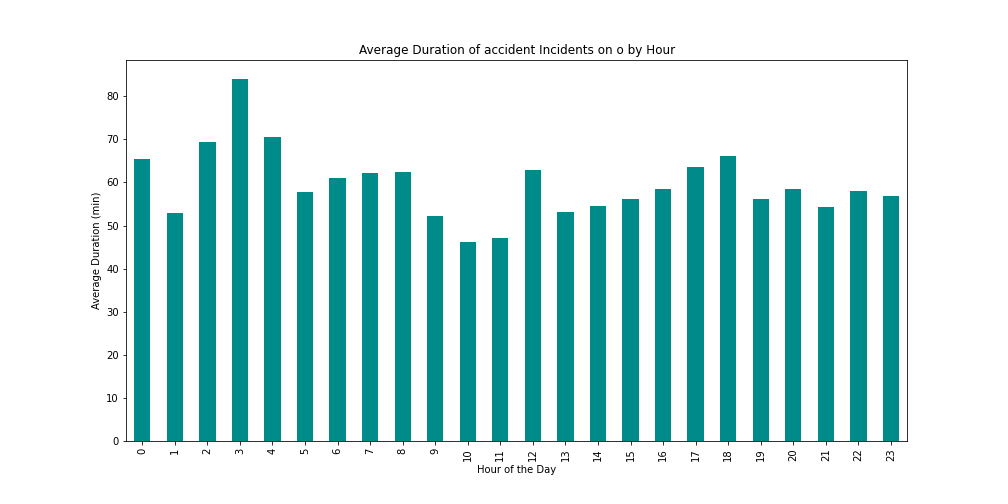 Average Duration of accident Incidents on o by Hour
Average Duration (min)
80
70
60
50
40
30
20
10
0
0 1 2 3 4 5 6 7 8 9 10 11 12 13 14 15 16 17 18 19 20 21 22 23
Hour of the Day